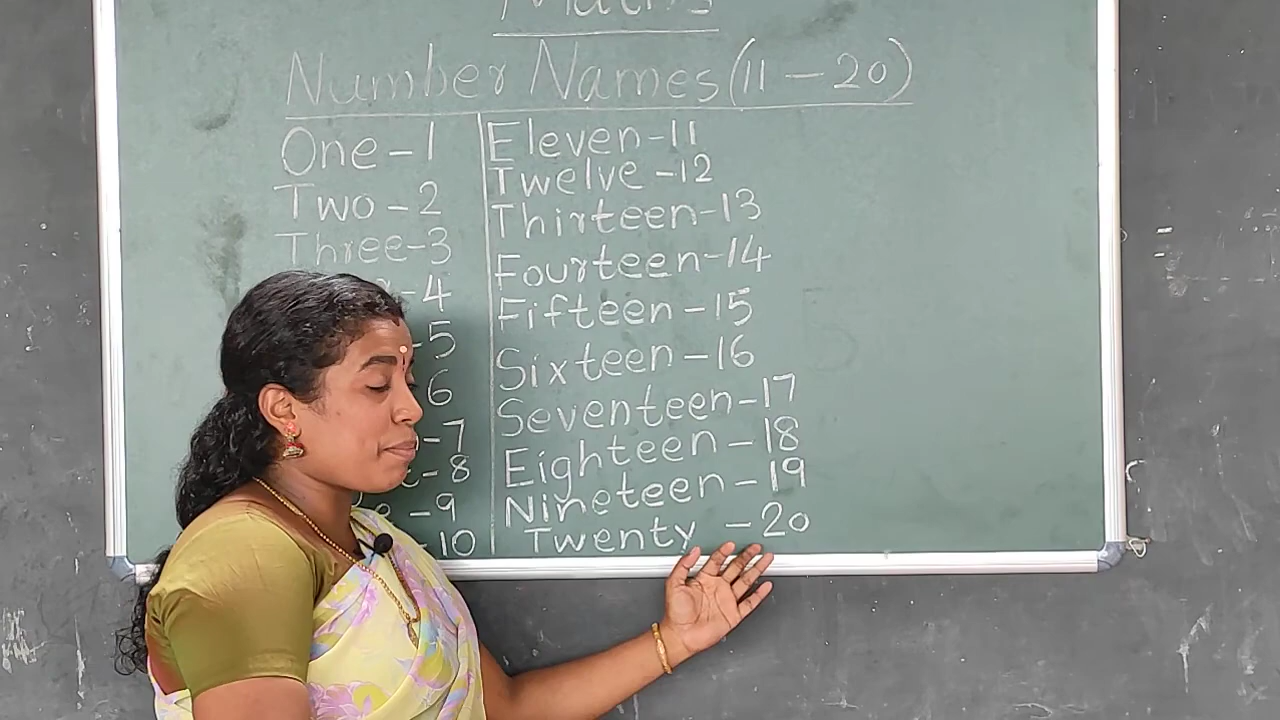 Maths
Number Names (11 - 20)
One - 1
Two - 2
Three - 3
- 4
- 5
6
- 7
- 8
- 9
- 10
Eleven - 11
Twelve - 12
Thirteen - 13
Fourteen - 14
Fifteen - 15
Sixteen - 16
Seventeen - 17
Eighteen - 18
Nineteen - 19
Twenty - 20